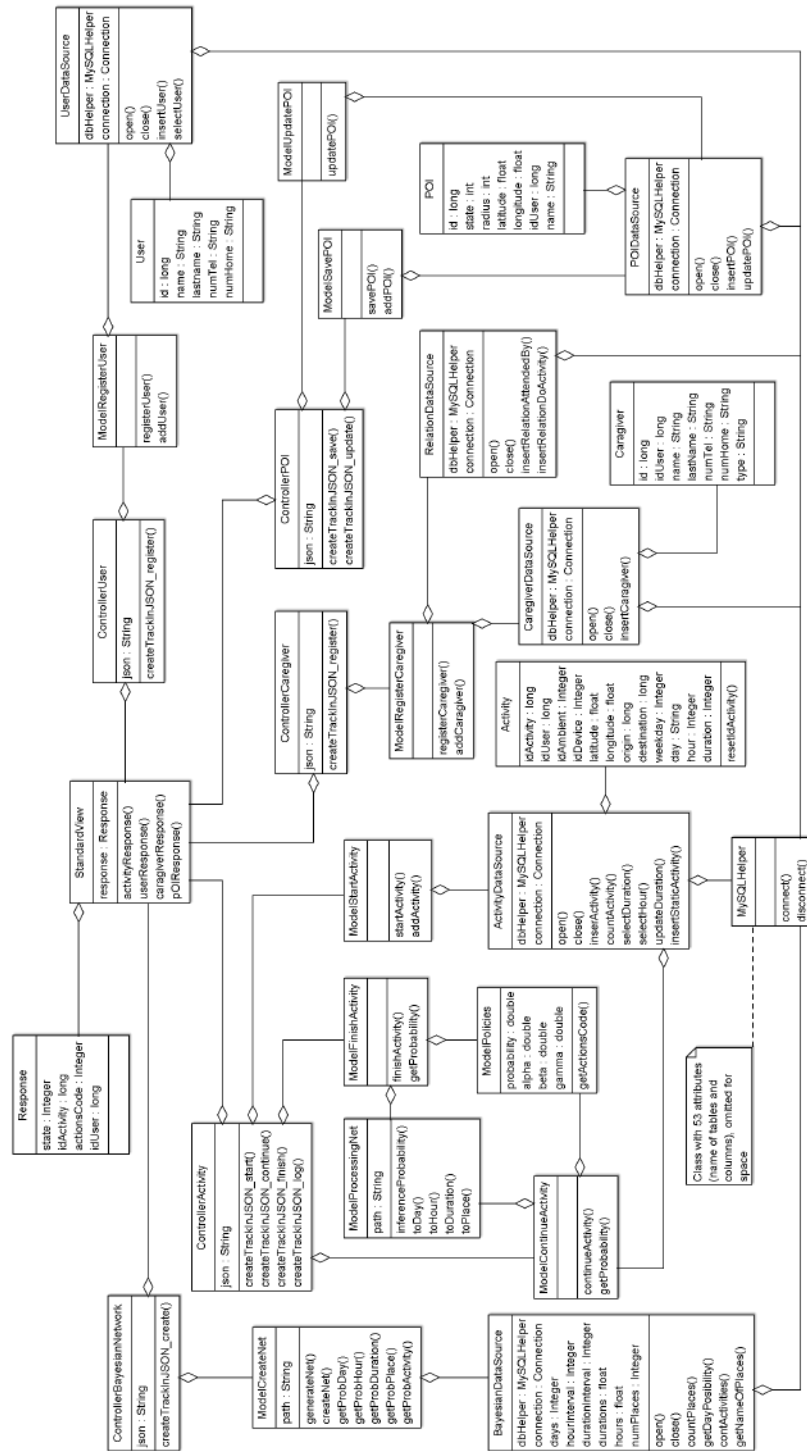 Response
state : Integer
idActivity : long
actionsCode : Integer
idUser : long
StandardView
response : Response
activityResponse()
userResponse()
caragiverResponse()
pOIResponse()
ControllerBayesianNetwork
json : String
createTrackInJSON_create()
ControllerActivity
json : String
createTrackInJSON_start()
createTrackInJSON_continue()
createTrackInJSON_finish()
createTrackInJSON_log()
ControllerCaregiver
json : String
createTrackInJSON_register()
ControllerUser
json : String
createTrackInJSON_register()
ControllerPOI
json : String
createTrackInJSON_save()
createTrackInJSON_update()
ModelRegisterUser
registerUser()
addUser()
User
id : long
name : String
lastname : String
numTel : String
numHome : String
UserDataSource
dbHelper : MySQLHelper
connection : Connection
open()
close()
insertUser()
selectUser()
ModelCreateNet
path : String
generateNet()
createNet()
getProbDay()
getProbHour()
getProbDuration()
getProbPlace()
getProbActivity()
ModelProcessingNet
path : String
inferenceProbability()
toDay()
toHour()
toDuration()
toPlace()
ModelFinishActivity
finishActivity()
getProbability()
ModelStartActivity
startActivity()
addActivity()
ModelRegisterCaregiver
registerCaregiver()
addCaragiver()
ModelSavePOI
savePOI()
addPOI()
ModelUpdatePOI
updatePOI()
ModelPolicies
probability : double
alpha : double
beta : double
gamma : double
getActionsCode()
ModelContinueActivity
continueActivity()
getProbability()
BayesianDataSource
dbHelper : MySQLHelper
connection : Connection
days : Integer
hourInterval : Integer
durationInterval : Integer
durations : float
hours : float
numPlaces : Integer
open()
close()
countPlaces()
getDayPosibility()
contActivities()
getNameOfPlaces()
ActivityDataSource
dbHelper : MySQLHelper
connection : Connection
open()
close()
inserActivity()
countActivity()
selectDuration()
selectHour()
updateDuration()
insertStaticActivity()
Activity
idActivity : long
idUser : long
idAmbient : Integer
idDevice : Integer
latitude : float
longitude : float
origin : long
destination : long
weekday : Integer
day : String
hour : Integer
duration : Integer
resetIdActivity()
CaregiverDataSource
dbHelper : MySQLHelper
connection : Connection
open()
close()
insertCaragiver()
RelationDataSource
dbHelper : MySQLHelper
connection : Connection
open()
close()
insertRelationAttendedBy()
insertRelationDoActivity()
Caragiver
id : long
idUser : long
name : String
lastName : String
numTel : String
numHome : String
type : String
POI
id : long
state : int
radius : int
latitude : float
longitude : float
idUser : long
name : String
POIDataSource
dbHelper : MySQLHelper
connection : Connection
open()
close()
insertPOI()
updatePOI()
Class with 53 attributes
(name of tables and
columns), omitted for
space
MySQLHelper
connect()
disconnect()